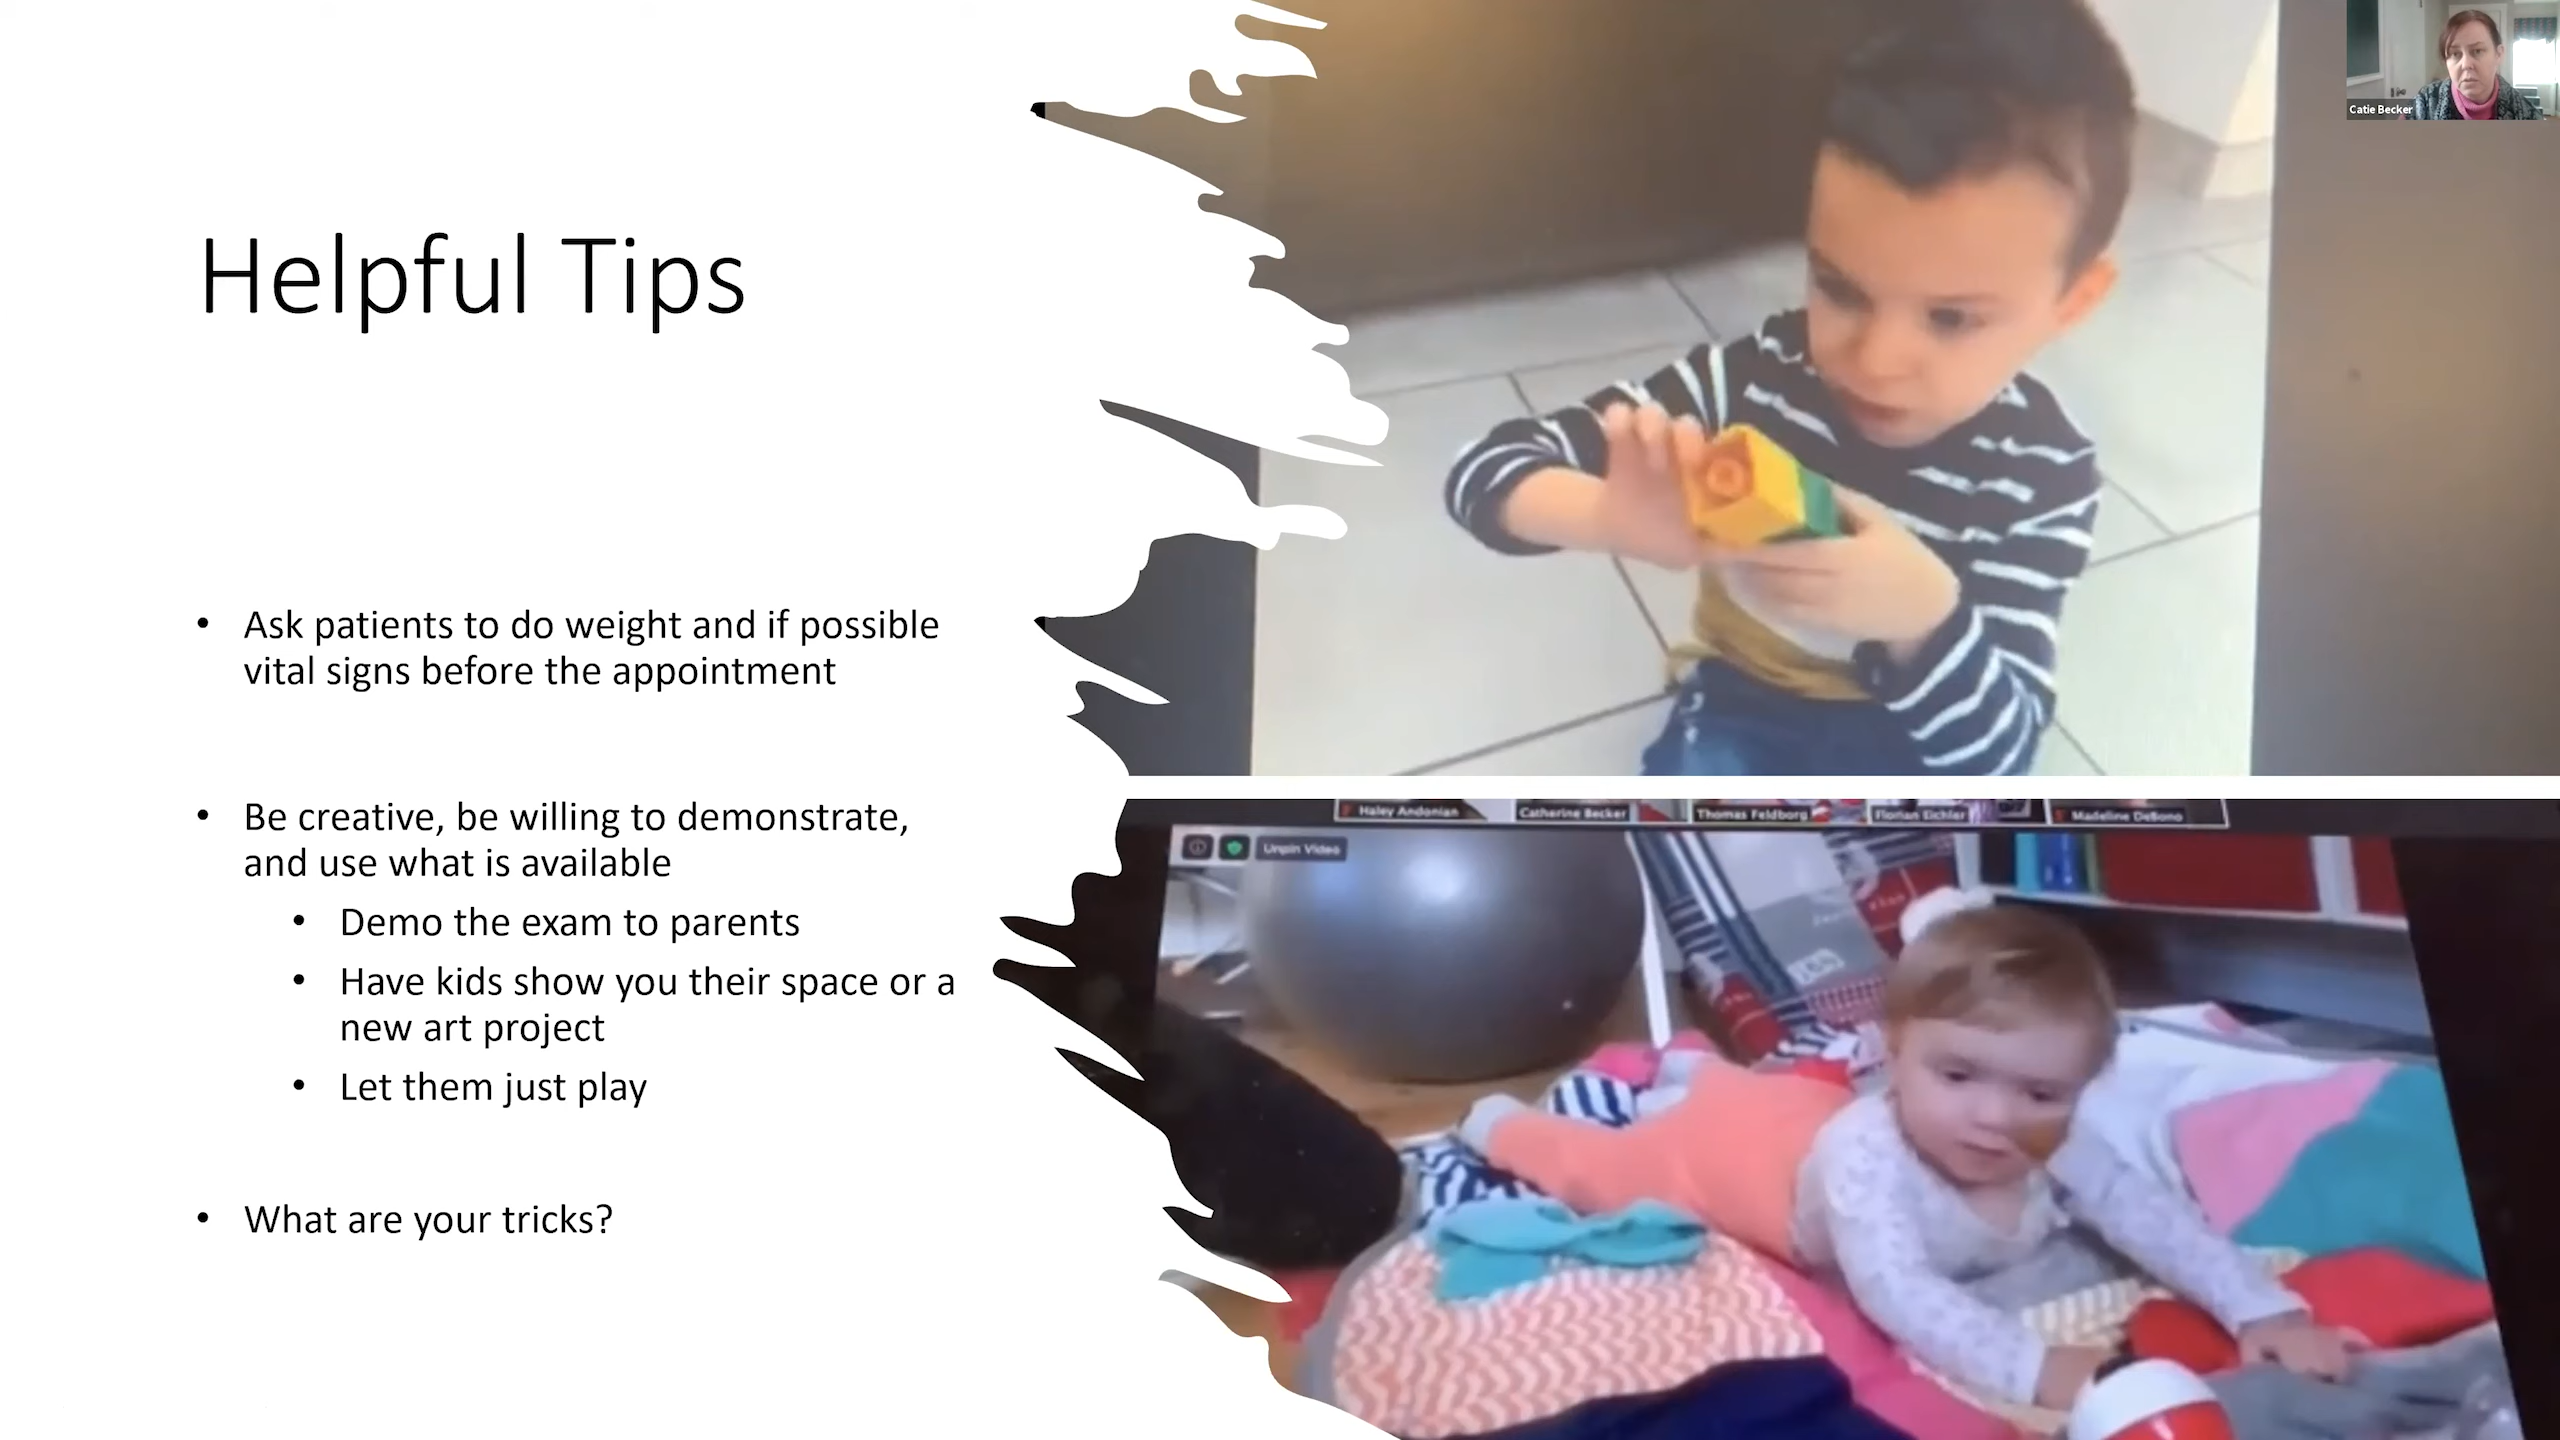 Catie Becker
Helpful Tips
• Ask patients to do weight and if possible
vital signs before the appointment
• Be creative, be willing to demonstrate,
and use what is available
• Demo the exam to parents
• Have kids show you their space or a
new art project
• Let them just play
• What are your tricks?
Haley Andonian
Catherine Becker
Thomas Feldborg
Florian Eichler
Madeline DeBono
Unpin Video